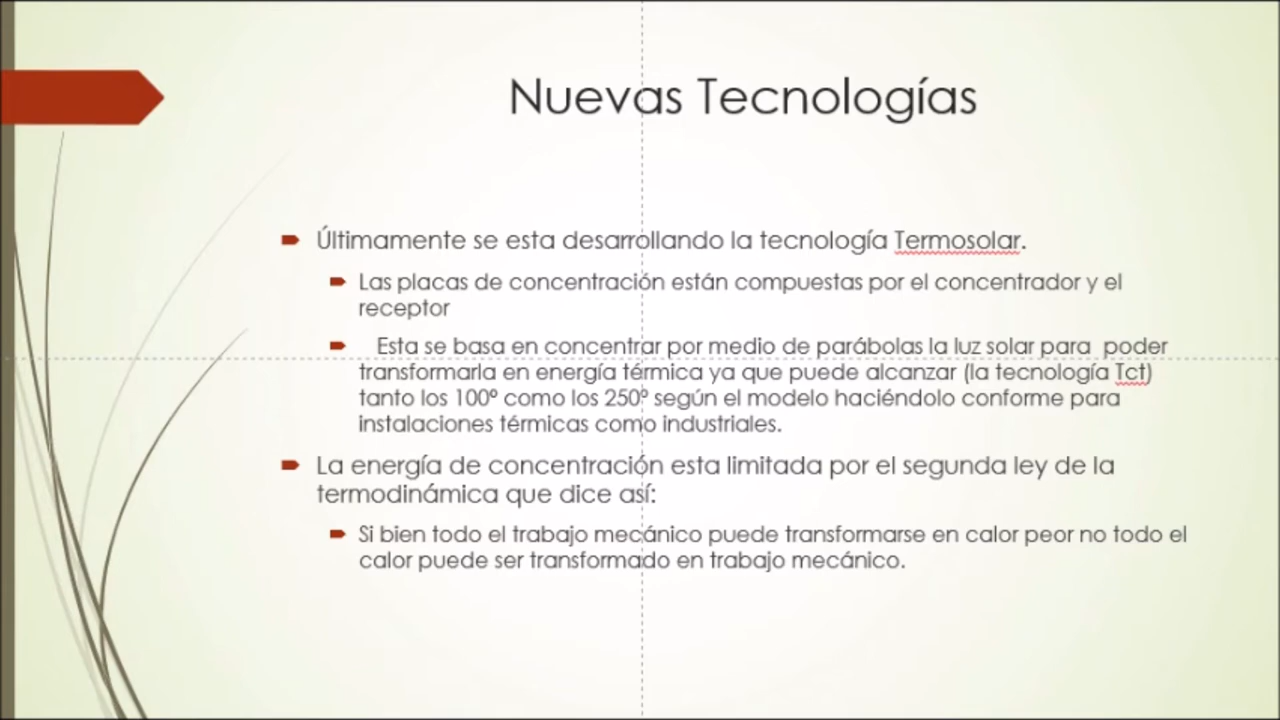 Nuevas Tecnologías
Últimamente se esta desarrollando la tecnología Termosolar.
Las placas de concentración están compuestas por el concentrador y el
receptor
Esta se basa en concentrar por medio de parábolas la luz solar para poder
transformarla en energía térmica ya que puede alcanzar (la tecnología Tct)
tanto los 100º como los 250º según el modelo haciéndolo conforme para
instalaciones térmicas como industriales.
La energía de concentración esta limitada por el segunda ley de la
termodinámica que dice así:
Si bien todo el trabajo mecánico puede transformarse en calor peor no todo el
calor puede ser transformado en trabajo mecánico.